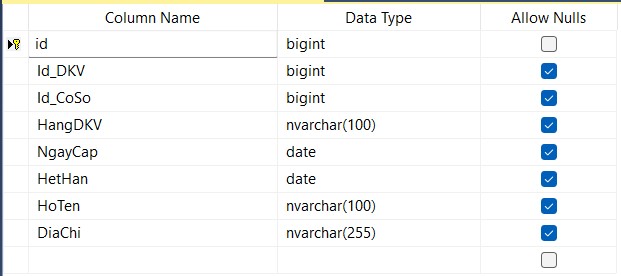 Column Name Data Type Allow Nulls
id bigint
Id_DKV bigint
Id_CoSo bigint
HangDKV nvarchar(100)
NgayCap date
HetHan date
HoTen nvarchar(100)
DiaChi nvarchar(255)